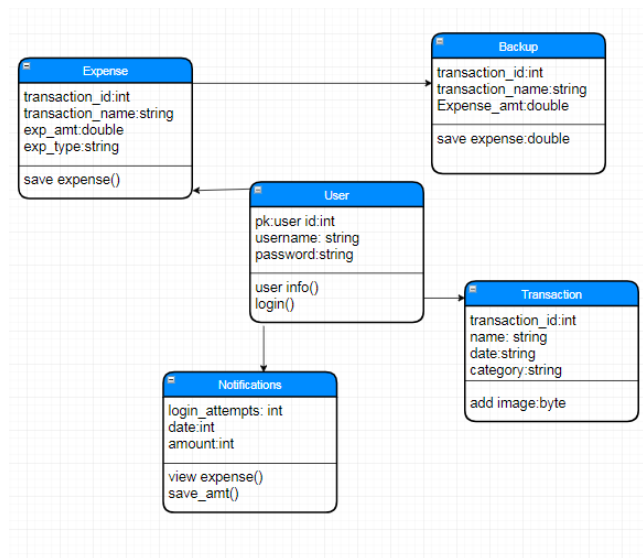 Expense
transaction_id:int
transaction_name:string
exp_amt:double
exp_type:string
save expense()
Backup
transaction_id:int
transaction_name:string
Expense_amt:double
save expense:double
User
pk:user id:int
username: string
password:string
user info()
login()
Transaction
transaction_id:int
name: string
date:string
category:string
add image:byte
Notifications
login_attempts: int
date:int
amount:int
view expense()
save_amt()